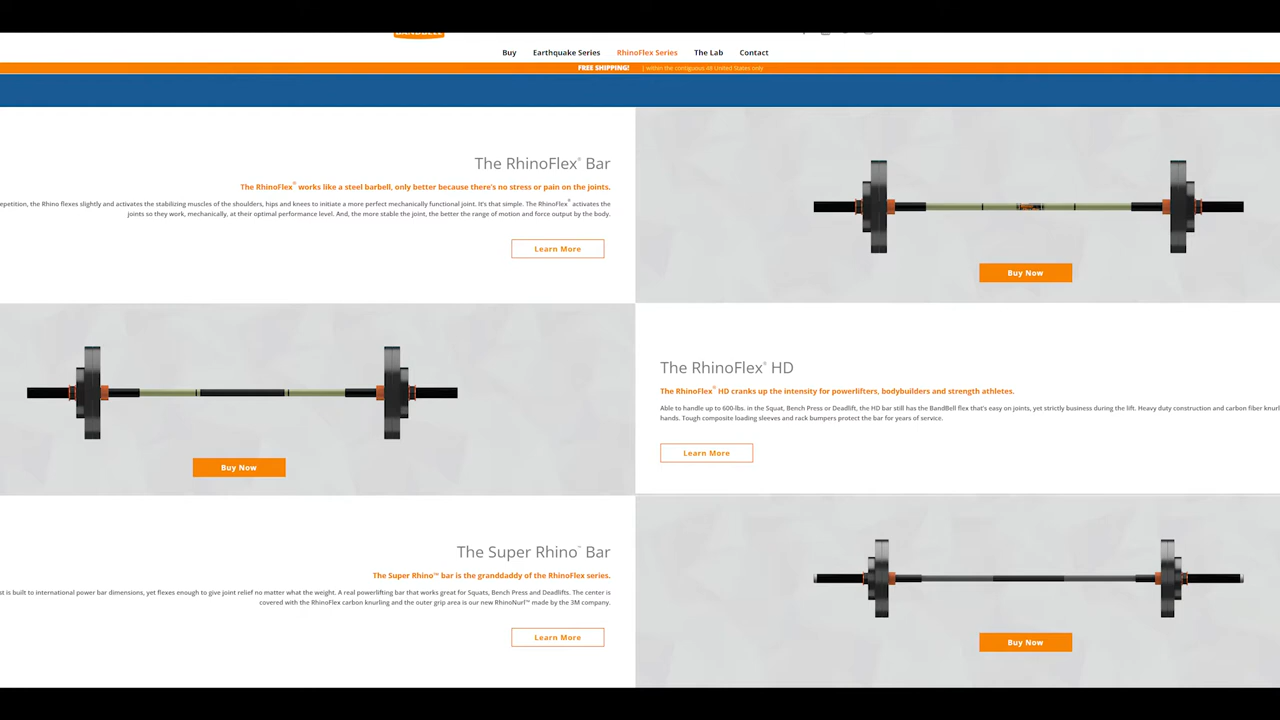 BANDBELL
Buy Earthquake Series RhinoFlex Series The Lab Contact
FREE SHIPPING! | within the contiguous 48 United States only
The RhinoFlex® Bar
The RhinoFlex® works like a steel barbell, only better because there's no stress or pain on the joints.
epetition, the Rhino flexes slightly and activates the stabilizing muscles of the shoulders, hips and knees to initiate a more perfect mechanically functional joint. It's that simple. The RhinoFlex® activates the
joints so they work, mechanically, at their optimal performance level. And, the more stable the joint, the better the range of motion and force output by the body.
Learn More
Buy Now
The RhinoFlex® HD
The RhinoFlex® HD cranks up the intensity for powerlifters, bodybuilders and strength athletes.
Able to handle up to 600-lbs. in the Squat, Bench Press or Deadlift, the HD bar still has the BandBell flex that's easy on joints, yet strictly business during the lift. Heavy duty construction and carbon fiber knurl
hands. Tough composite loading sleeves and rack bumpers protect the bar for years of service.
Learn More
Buy Now
The Super Rhino™ Bar
The Super Rhino™ bar is the granddaddy of the RhinoFlex series.
st is built to international power bar dimensions, yet flexes enough to give joint relief no matter what the weight. A real powerlifting bar that works great for Squats, Bench Press and Deadlifts. The center is
covered with the RhinoFlex carbon knurling and the outer grip area is our new RhinoNurl™ made by the 3M company.
Learn More
Buy Now